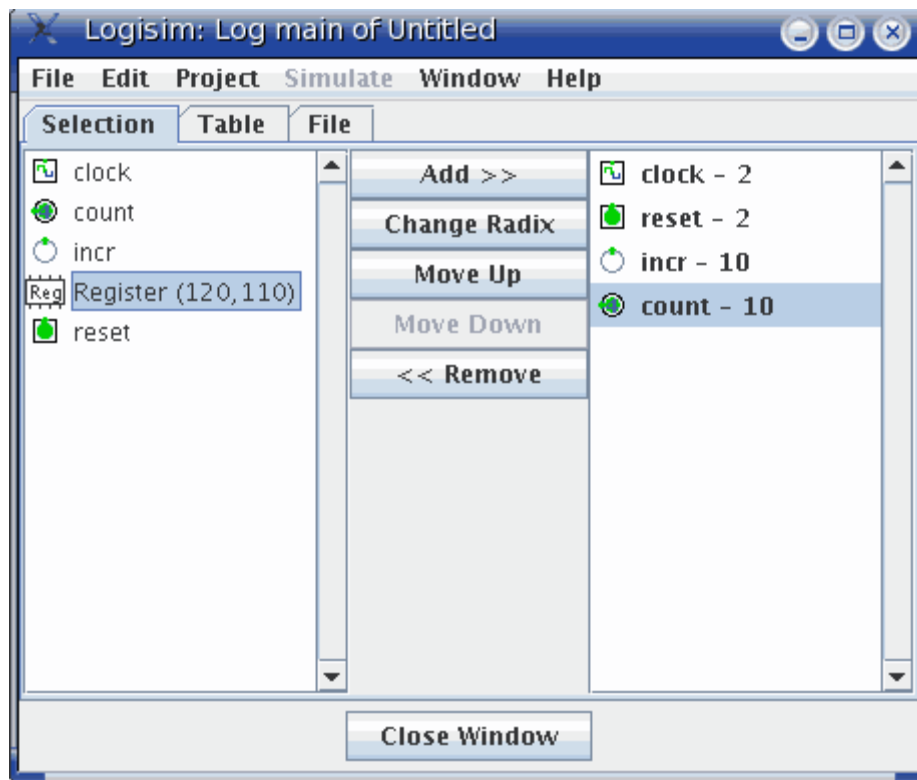 Logisim: Log main of Untitled
File Edit Project Simulate Window Help
Selection Table File
clock
count
incr
Reg Register (120,110)
reset
Add >>
Change Radix
Move Up
Move Down
<< Remove
clock – 2
reset – 2
incr – 10
count – 10
Close Window